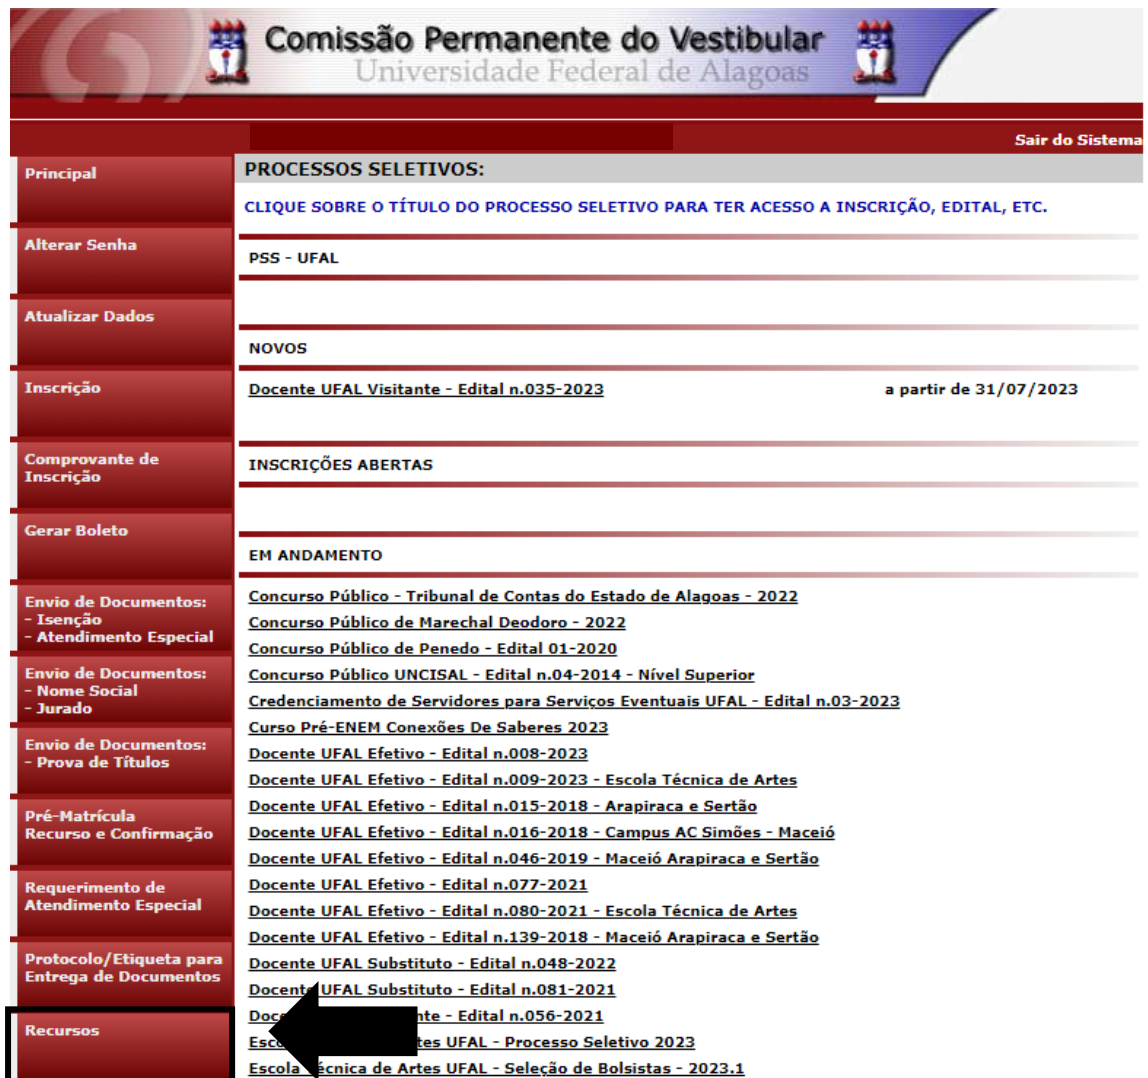 Comissão Permanente do Vestibular
Universidade Federal de Alagoas
Sair do Sistema
Principal
Alterar Senha
Atualizar Dados
Inscrição
Comprovante de
Inscrição
Gerar Boleto
Envio de Documentos:
- Isenção
- Atendimento Especial
Envio de Documentos:
- Nome Social
- Jurado
Envio de Documentos:
- Prova de Títulos
Pré-Matrícula
Recurso e Confirmação
Requerimento de
Atendimento Especial
Protocolo/Etiqueta para
Entrega de Documentos
Recursos
PROCESSOS SELETIVOS:
CLIQUE SOBRE O TÍTULO DO PROCESSO SELETIVO PARA TER ACESSO A INSCRIÇÃO, EDITAL, ETC.
PSS - UFAL
NOVOS
Docente UFAL Visitante - Edital n.035-2023 a partir de 31/07/2023
INSCRIÇÕES ABERTAS
EM ANDAMENTO
Concurso Público - Tribunal de Contas do Estado de Alagoas - 2022
Concurso Público de Marechal Deodoro - 2022
Concurso Público de Penedo - Edital 01-2020
Concurso Público UNCISAL - Edital n.04-2014 - Nível Superior
Credenciamento de Servidores para Serviços Eventuais UFAL - Edital n.03-2023
Curso Pré-ENEM Conexões De Saberes 2023
Docente UFAL Efetivo - Edital n.008-2023
Docente UFAL Efetivo - Edital n.009-2023 - Escola Técnica de Artes
Docente UFAL Efetivo - Edital n.015-2018 - Arapiraca e Sertão
Docente UFAL Efetivo - Edital n.016-2018 - Campus AC Simões - Maceió
Docente UFAL Efetivo - Edital n.046-2019 - Maceió Arapiraca e Sertão
Docente UFAL Efetivo - Edital n.077-2021
Docente UFAL Efetivo - Edital n.080-2021 - Escola Técnica de Artes
Docente UFAL Efetivo - Edital n.139-2018 - Maceió Arapiraca e Sertão
Docente UFAL Substituto - Edital n.048-2022
Docente UFAL Substituto - Edital n.081-2021
- Edital n.056-2021
UFAL - Processo Seletivo 2023
Escola Técnica de Artes UFAL - Seleção de Bolsistas - 2023.1